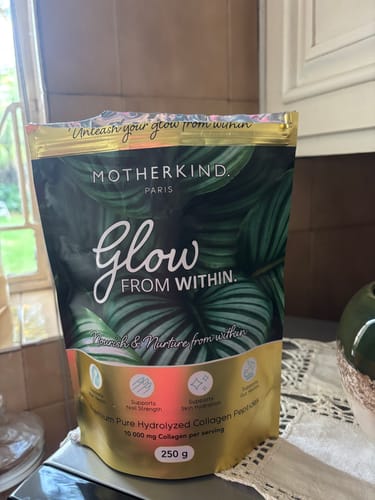 Unleash your glow from within
MOTHERKIND.
PARIS
Glow
FROM WITHIN.
Nourish & Nurture from within
Supports
Nail Strength
Supports
Skin Hydration
Supports
Pure Hydrolyzed Collagen Peptides
10 000 mg Collagen per serving
250 g